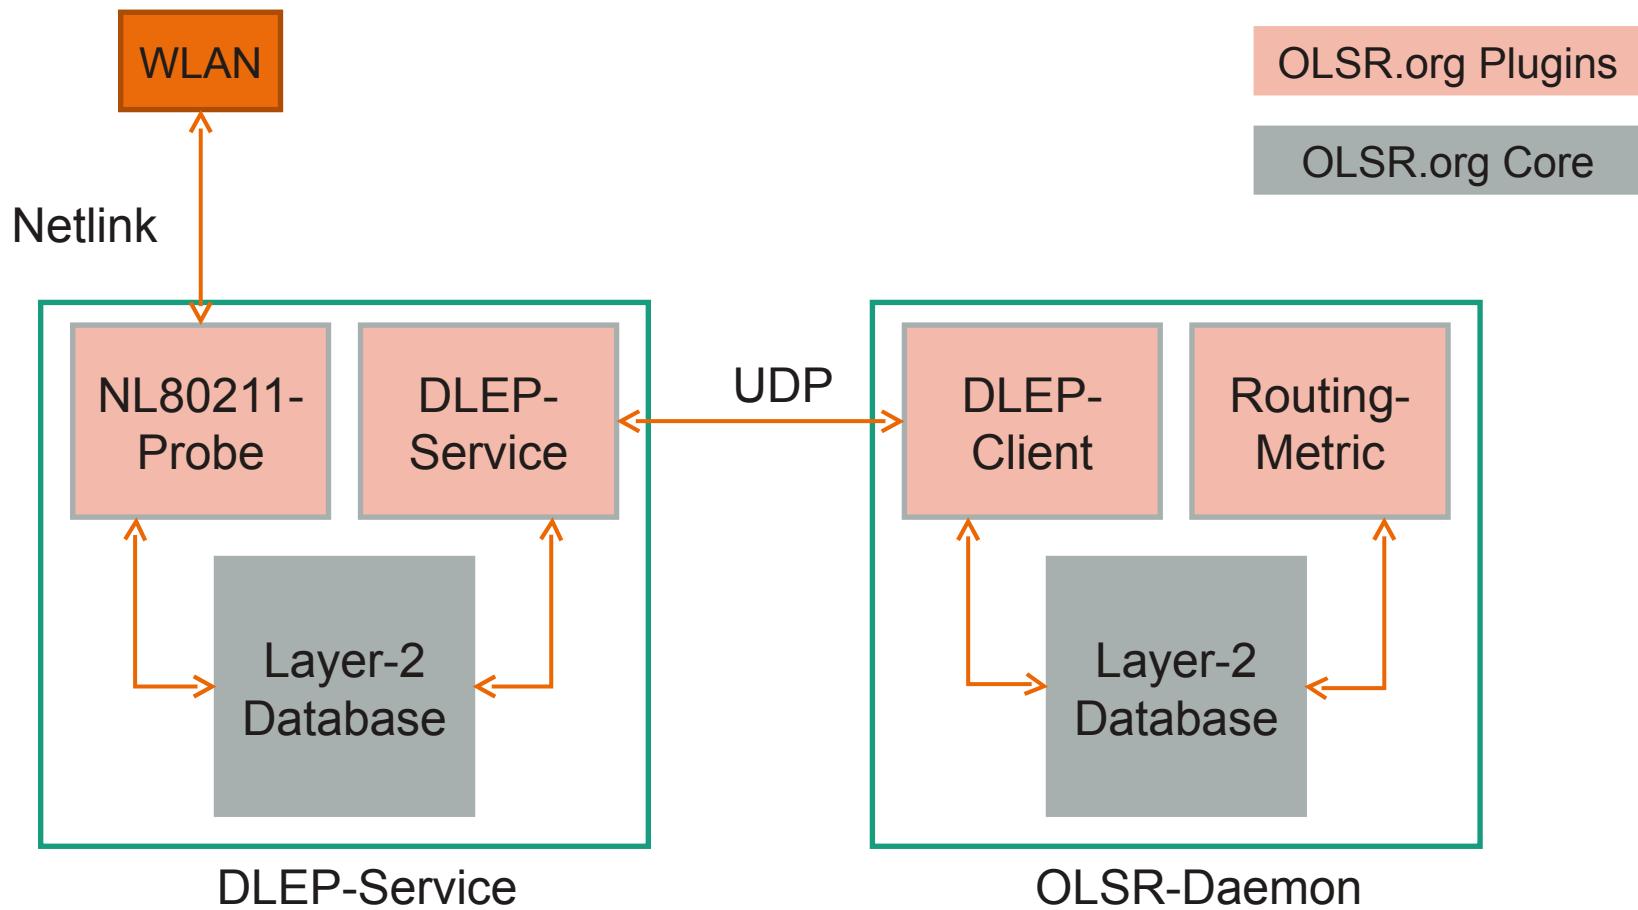 WLAN
OLSR.org Plugins
OLSR.org Core
Netlink
NL80211-
Probe
DLEP-
Service
UDP
DLEP-
Client
Routing-
Metric
Layer-2
Database
Layer-2
Database
DLEP-Service
OLSR-Daemon